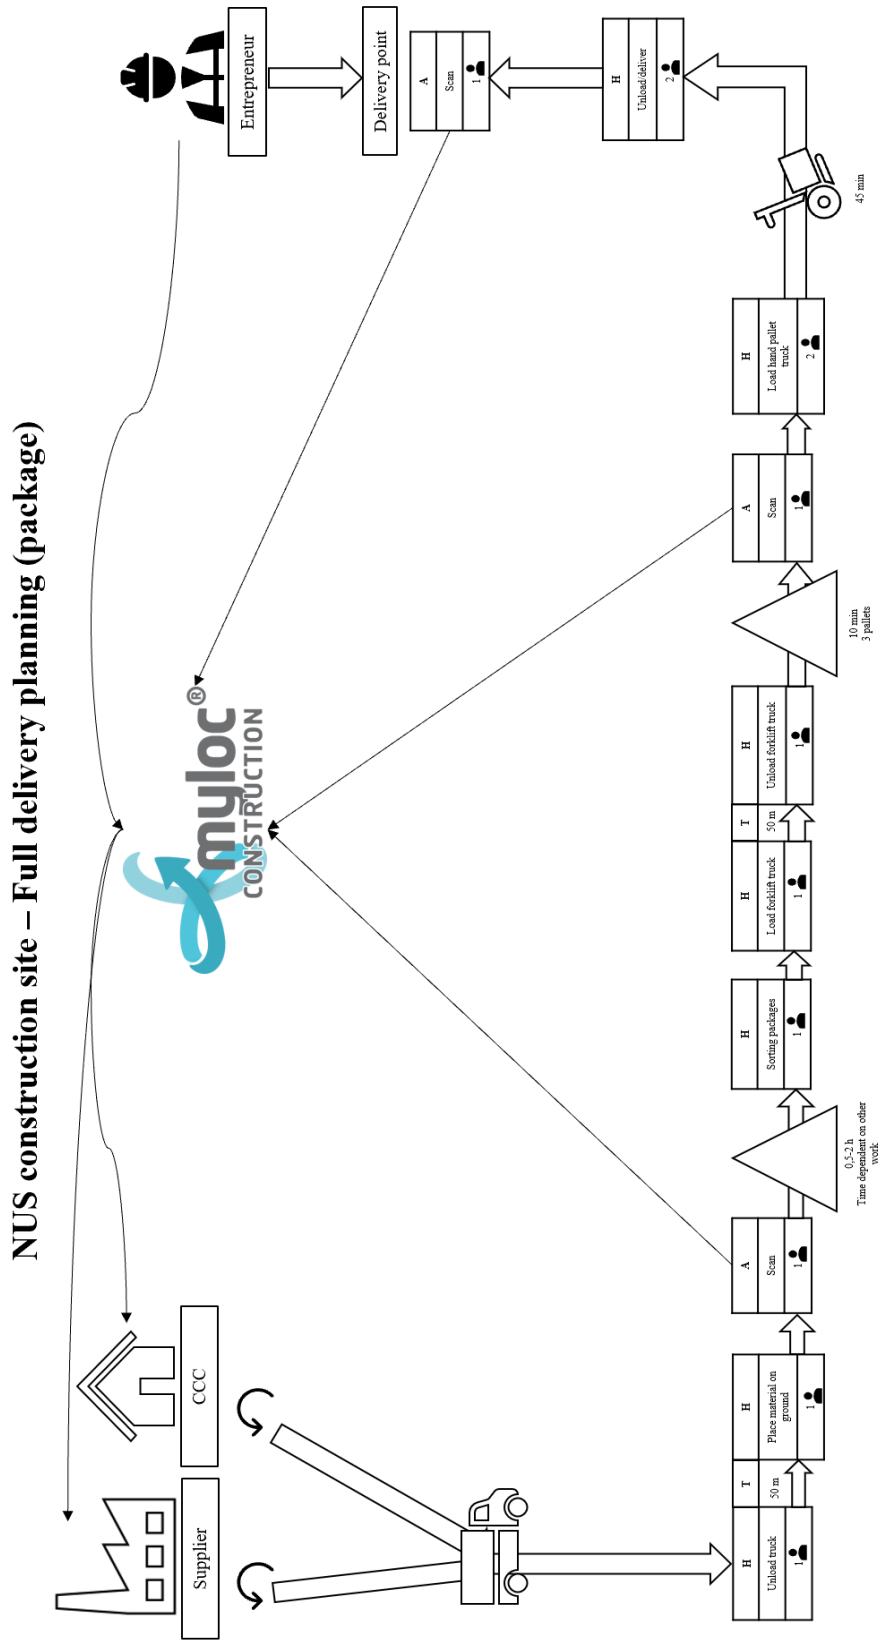 NUS construction site – Full delivery planning (package)
Supplier
CCC
myloc®
CONSTRUCTION
Entrepreneur
Delivery point
H
Unload truck
1
T
50 m
H
Place material on
ground
1
A
Scan
1
0,5-2 h
Time dependent on other
work
H
Sorting packages
1
H
Load forklift truck
1
T
50 m
H
Unload forklift truck
1
10 min
3 pallets
A
Scan
1
H
Load hand pallet
truck
2
45 min
H
Unload/deliver
2
A
Scan
1